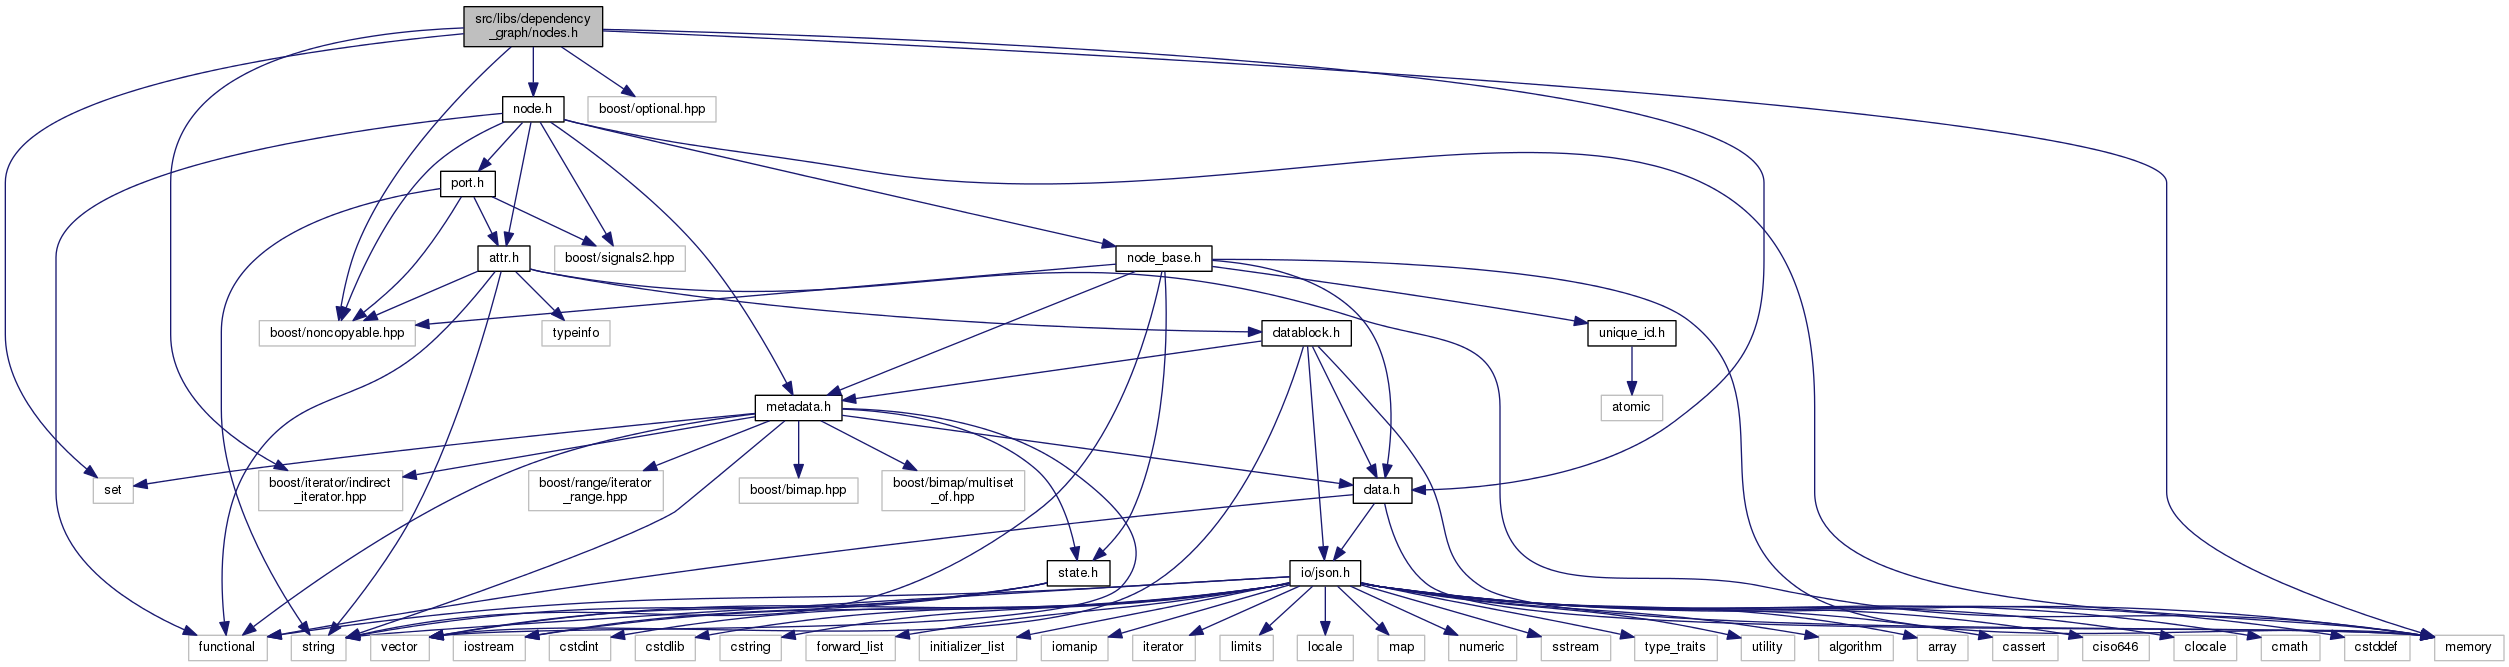 src/libs/dependency
_graph/nodes.h
node.h
boost/optional.hpp
port.h
attr.h
boost/signals2.hpp
node_base.h
boost/noncopyable.hpp
typeinfo
datablock.h
unique_id.h
metadata.h
atomic
set
boost/iterator/indirect
_iterator.hpp
boost/range/iterator
_range.hpp
boost/bimap.hpp
boost/bimap/multiset
_of.hpp
data.h
state.h
io/json.h
functional
string
vector
iostream
cstdint
cstdlib
cstring
forward_list
initializer_list
iomanip
iterator
limits
locale
map
numeric
sstream
type_traits
utility
algorithm
array
cassert
ciso646
clocale
cmath
cstddef
memory